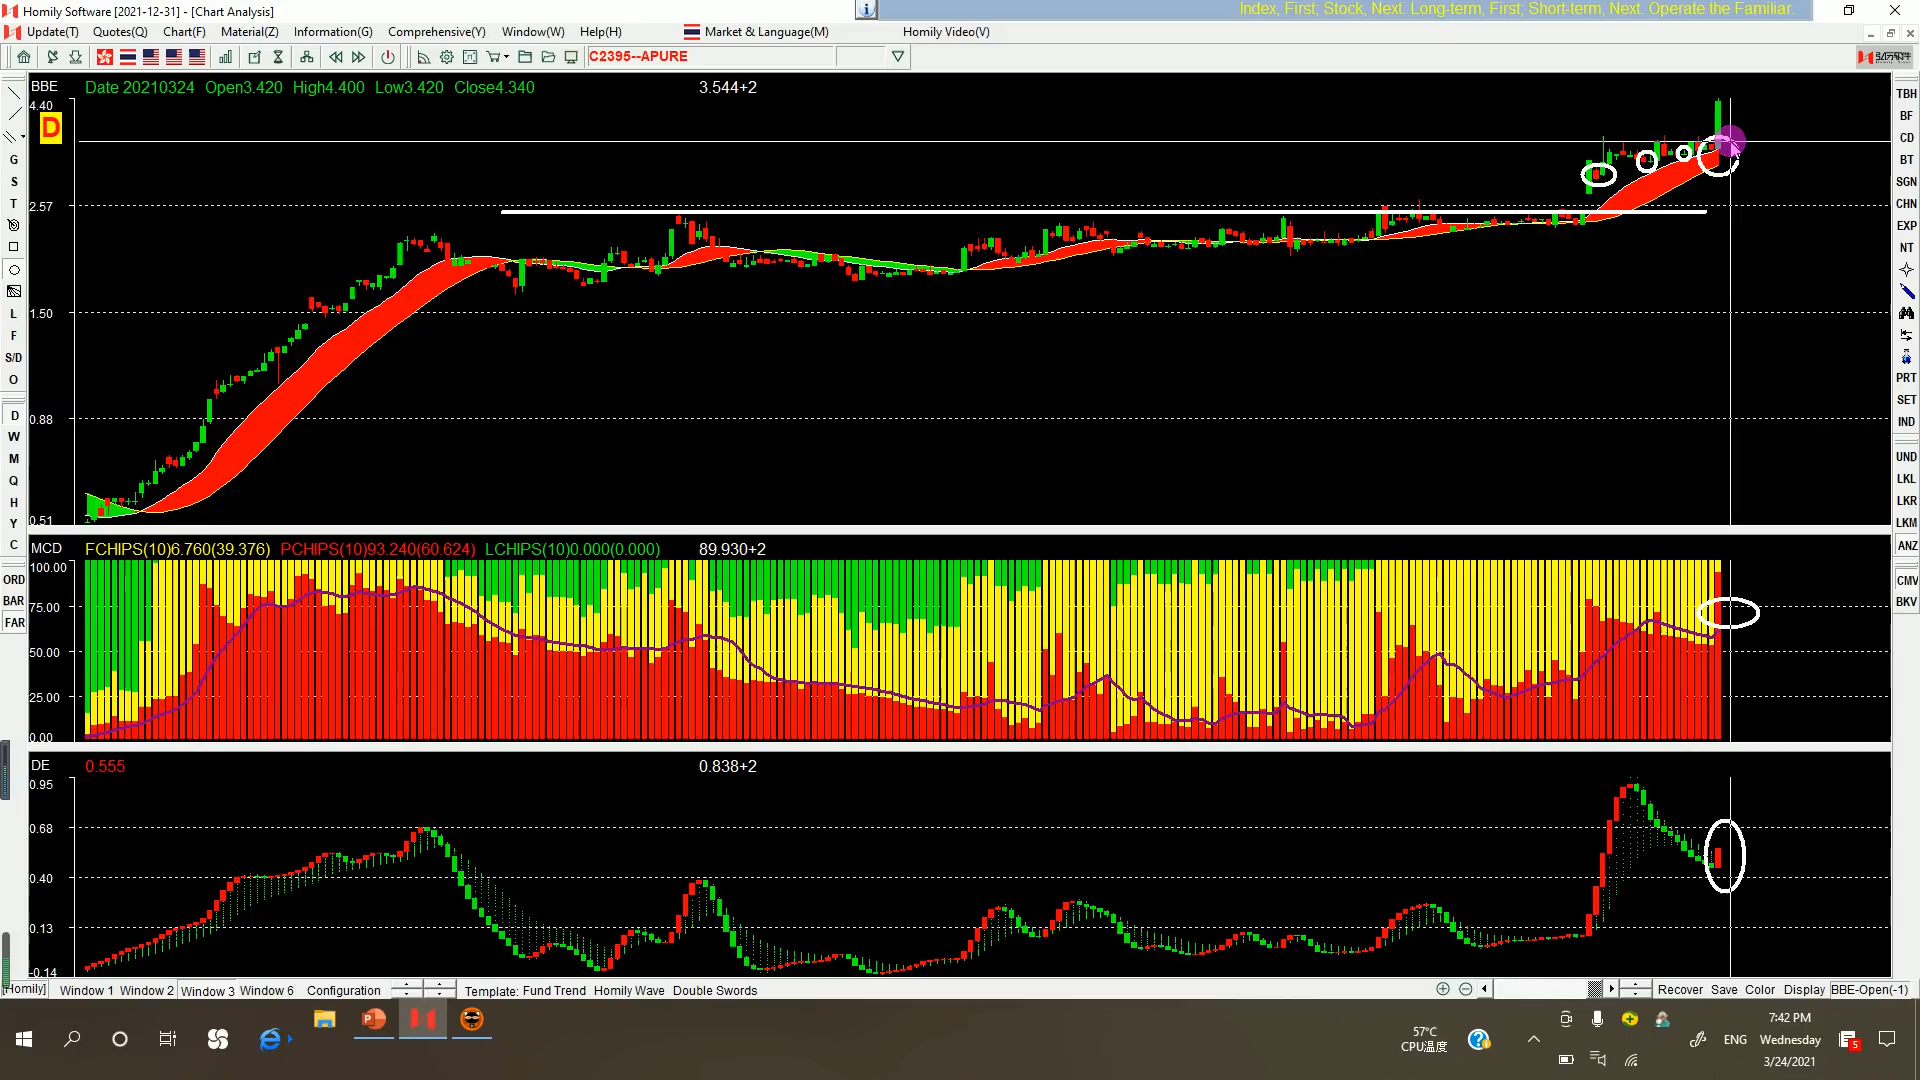 Homily Software [2021-12-31] - [Chart Analysis]
Index, First; Stock, Next. Long-term, First; Short-term, Next. Operate the Familiar.
Update(T) Quotes(Q) Chart(F) Material(Z) Information(G) Comprehensive(Y) Window(W) Help(H) Market & Language(M) Homily Video(V)
C2395--APURE
BBE Date 20210324 Open3.420 High4.400 Low3.420 Close4.340 3.544+2
4.40
D
2.57
1.50
0.88
0.51
MCD FCHIPS(10)6.760(39.376) PCHIPS(10)93.240(60.624) LCHIPS(10)0.000(0.000) 89.930+2
100.00
75.00
50.00
25.00
0.00
DE 0.555 0.838+2
0.95
0.68
0.40
0.13
-0.14
G
S
T
L
F
S/D
O
D
W
M
Q
H
Y
C
ORD
BAR
FAR
TBH
BF
CD
BT
SGN
CHN
EXP
NT
PRT
SET
IND
UND
LKL
LKR
LKM
ANZ
CMV
BKV
[Homily] Window 1 Window 2 Window 3 Window 6 Configuration Template: Fund Trend Homily Wave Double Swords Recover Save Color Display BBE-Open(-1)
57°C
CPU温度
ENG
7:42 PM
Wednesday
3/24/2021
5